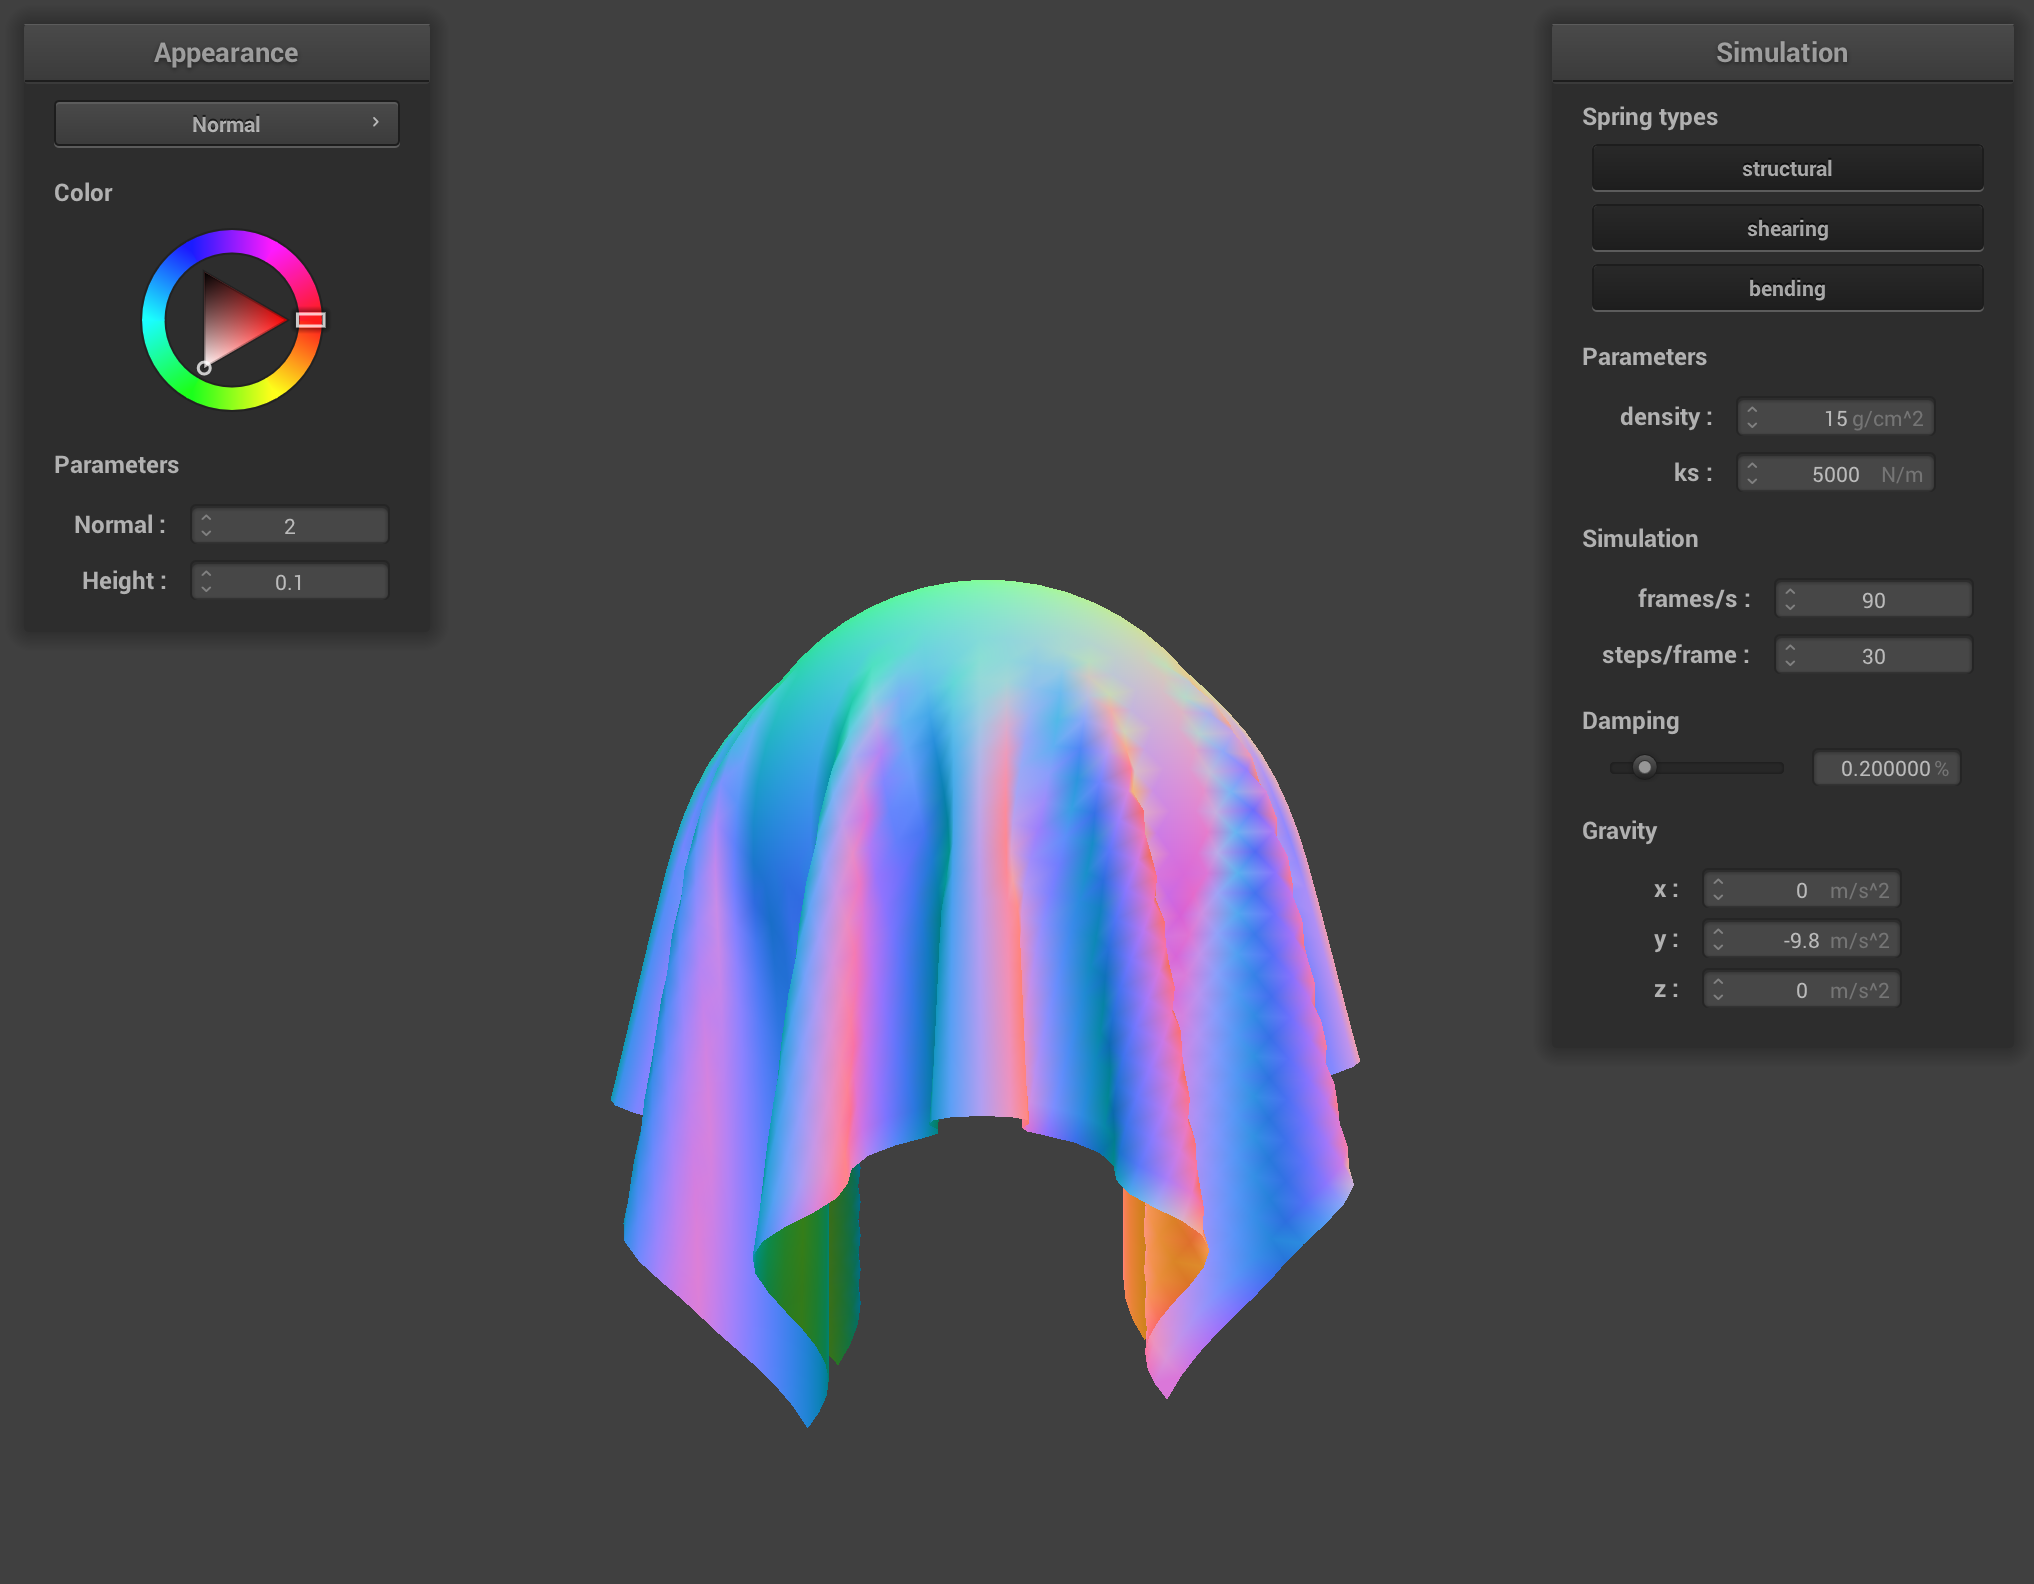 Appearance
Normal
Color
Parameters
Normal : 2
Height : 0.1
Simulation
Spring types
structural
shearing
bending
Parameters
density : 15 g/cm^2
ks : 5000 N/m
Simulation
frames/s : 90
steps/frame : 30
Damping
0.200000 %
Gravity
x : 0 m/s^2
y : -9.8 m/s^2
z : 0 m/s^2